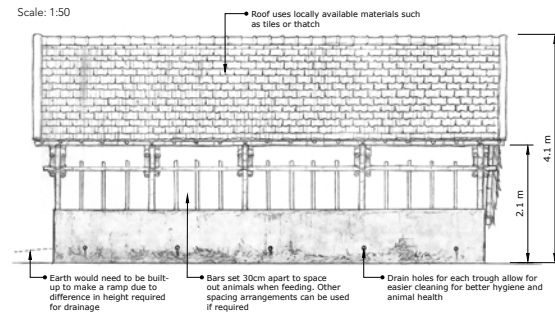 Scale: 1:50
Roof uses locally available materials such
as tiles or thatch
4.1 m
2.1 m
Earth would need to be built-
up to make a ramp due to
difference in height required
for drainage
Bars set 30cm apart to space
out animals when feeding. Other
spacing arrangements can be used
if required
Drain holes for each trough allow for
easier cleaning for better hygiene and
animal health